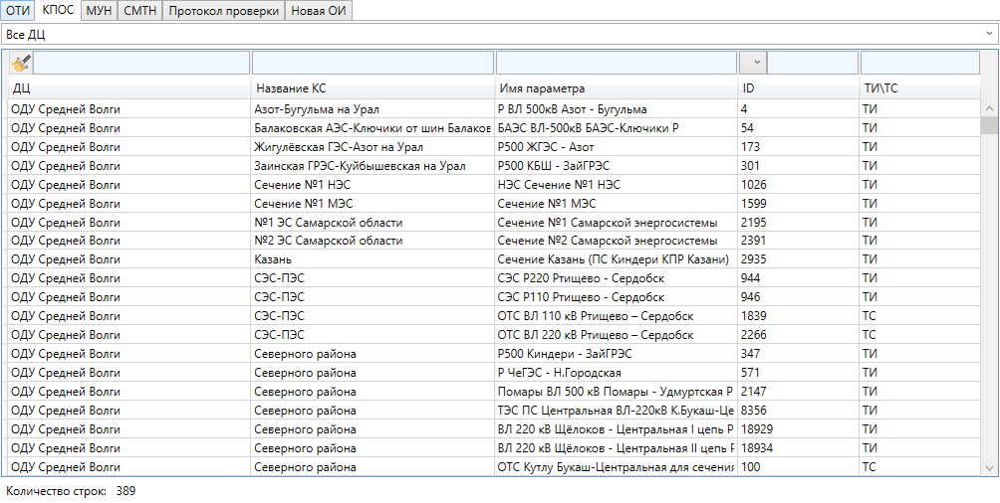 ОТИ КПОС МУН СМТН Протокол проверки Новая ОИ
Все ДЦ
ДЦ Название КС Имя параметра ID ТИ\ТС
ОДУ Средней Волги Азот-Бугульма на Урал Р ВЛ 500кВ Азот - Бугульма 4 ТИ
ОДУ Средней Волги Балаковская АЭС-Ключики от шин Балаков БАЭС ВЛ-500кВ БАЭС-Ключики Р 54 ТИ
ОДУ Средней Волги Жигулёвская ГЭС-Азот на Урал Р500 ЖГЭС - Азот 173 ТИ
ОДУ Средней Волги Заинская ГРЭС-Куйбышевская на Урал Р500 КБШ - ЗайГРЭС 301 ТИ
ОДУ Средней Волги Сечение №1 НЭС НЭС Сечение №1 НЭС 1026 ТИ
ОДУ Средней Волги Сечение №1 МЭС Сечение №1 МЭС 1599 ТИ
ОДУ Средней Волги №1 ЭС Самарской области Сечение №1 Самарской энергосистемы 2195 ТИ
ОДУ Средней Волги №2 ЭС Самарской области Сечение №2 Самарской энергосистемы 2391 ТИ
ОДУ Средней Волги Казань Сечение Казань (ПС Киндери КПР Казани) 2935 ТИ
ОДУ Средней Волги СЭС-ПЭС СЭС Р220 Ртищево - Сердобск 944 ТИ
ОДУ Средней Волги СЭС-ПЭС СЭС Р110 Ртищево - Сердобск 946 ТИ
ОДУ Средней Волги СЭС-ПЭС ОТС ВЛ 110 кВ Ртищево – Сердобск 1839 ТС
ОДУ Средней Волги СЭС-ПЭС ОТС ВЛ 220 кВ Ртищево – Сердобск 2266 ТС
ОДУ Средней Волги Северного района Р500 Киндери - ЗайГРЭС 347 ТИ
ОДУ Средней Волги Северного района Р ЧеГЭС - Н.Городская 571 ТИ
ОДУ Средней Волги Северного района Помары ВЛ 500 кВ Помары - Удмуртская Р 2147 ТИ
ОДУ Средней Волги Северного района ТЭС ПС Центральная ВЛ-220кВ К.Букаш-Це 8356 ТИ
ОДУ Средней Волги Северного района ВЛ 220 кВ Щёлоков - Центральная I цепь Р 18929 ТИ
ОДУ Средней Волги Северного района ВЛ 220 кВ Щёлоков - Центральная II цепь Р 18934 ТИ
ОДУ Средней Волги Северного района ОТС Кутлу Букаш-Центральная для сечения 100 ТС
Количество строк: 389